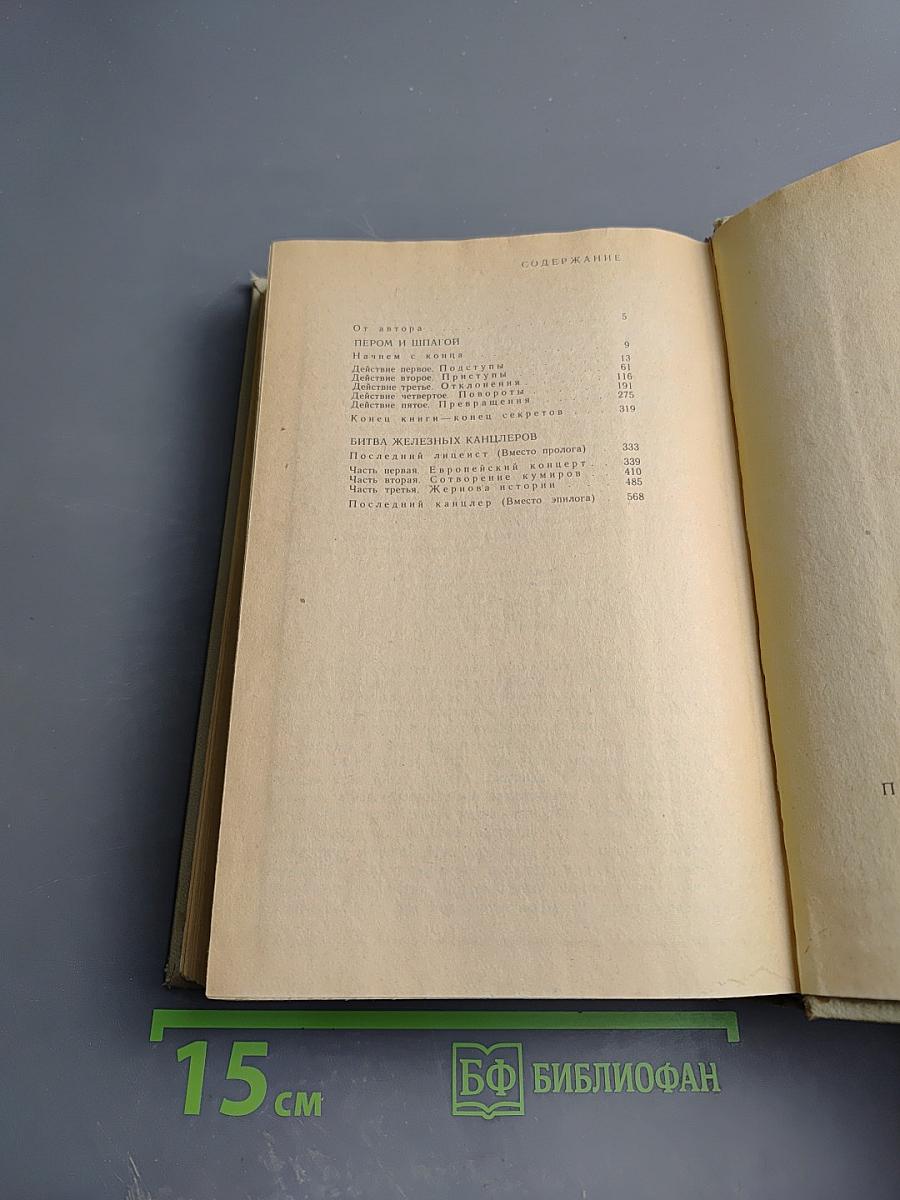 СОДЕРЖАНИЕ
От автора 5
ПЕРОМ И ШПАГОЙ
Начнем с конца 9
Действие первое. Подступы 13
Действие второе. Приступы 61
Действие третье. Отклонения 116
Действие четвертое. Повороты 191
Действие пятое. Превращения 275
Конец книги—конец секретов 319
БИТВА ЖЕЛЕЗНЫХ КАНЦЛЕРОВ
Последний лицеист (Вместо пролога) 333
Часть первая. Европейский концерт 339
Часть вторая. Сотворение кумиров 410
Часть третья. Жернова истории 485
Последний канцлер (Вместо эпилога) 568
П
15 см
БФ БИБЛИОФАН